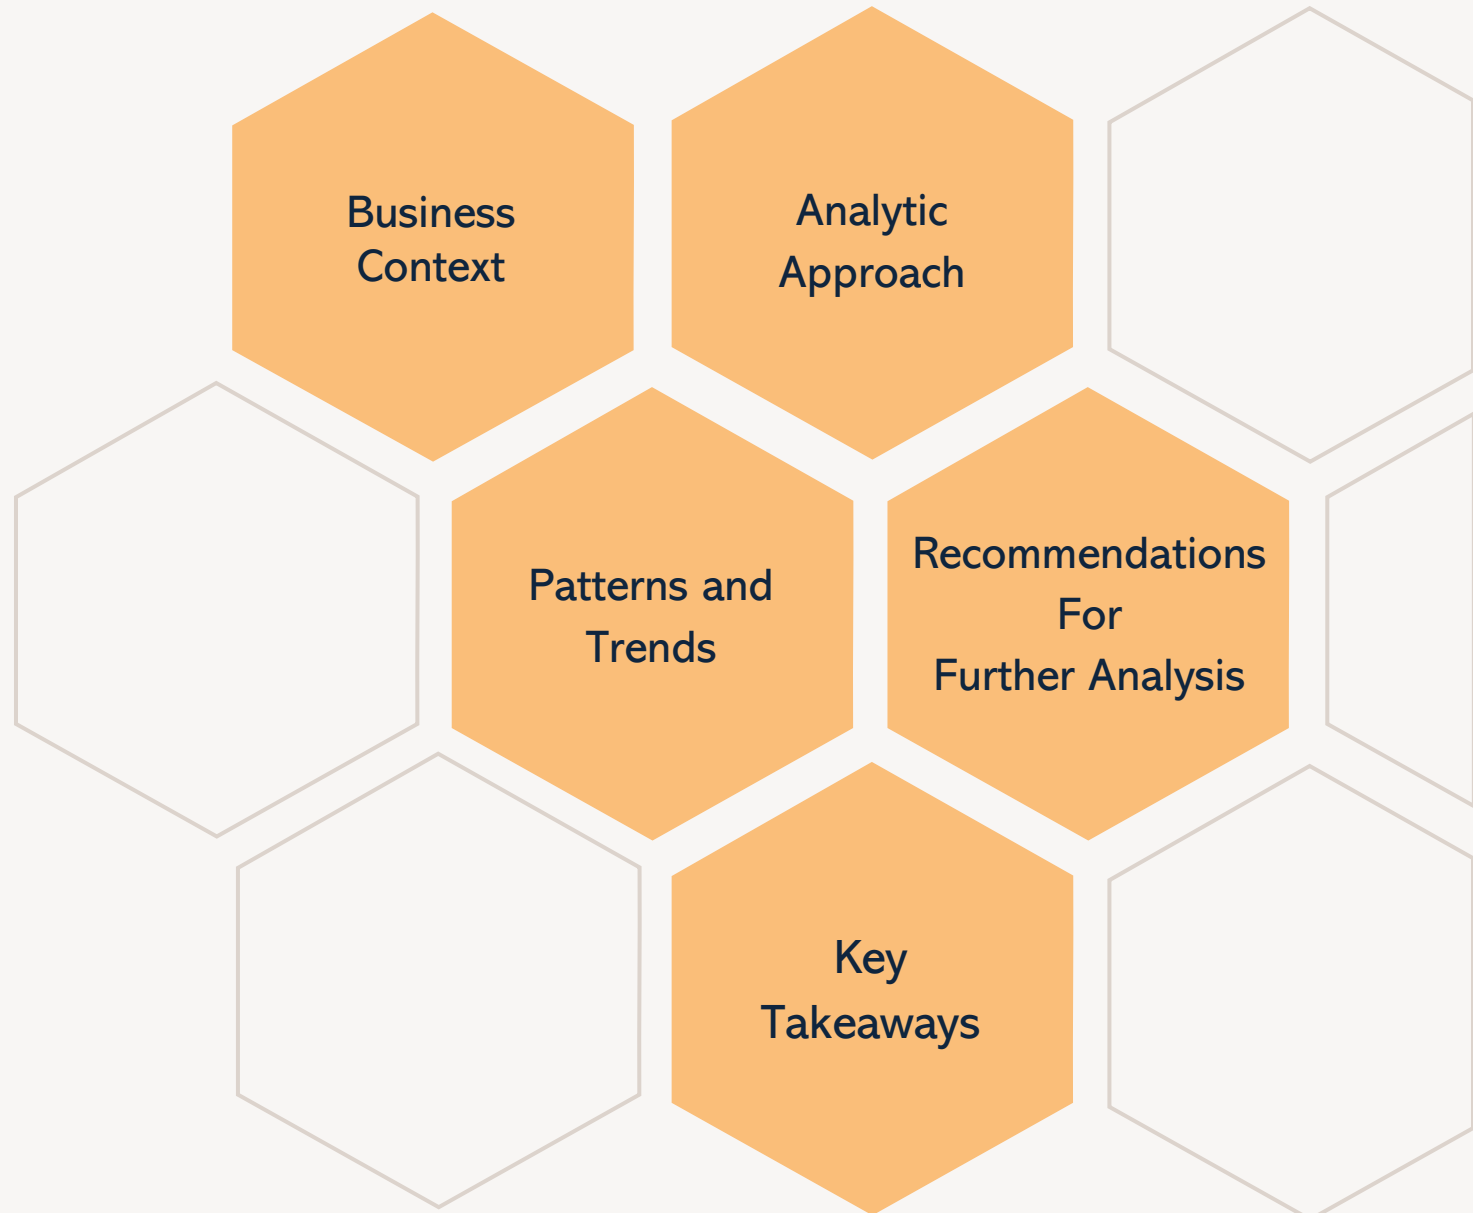 Business
Context
Analytic
Approach
Patterns and
Trends
Recommendations
For
Further Analysis
Key
Takeaways